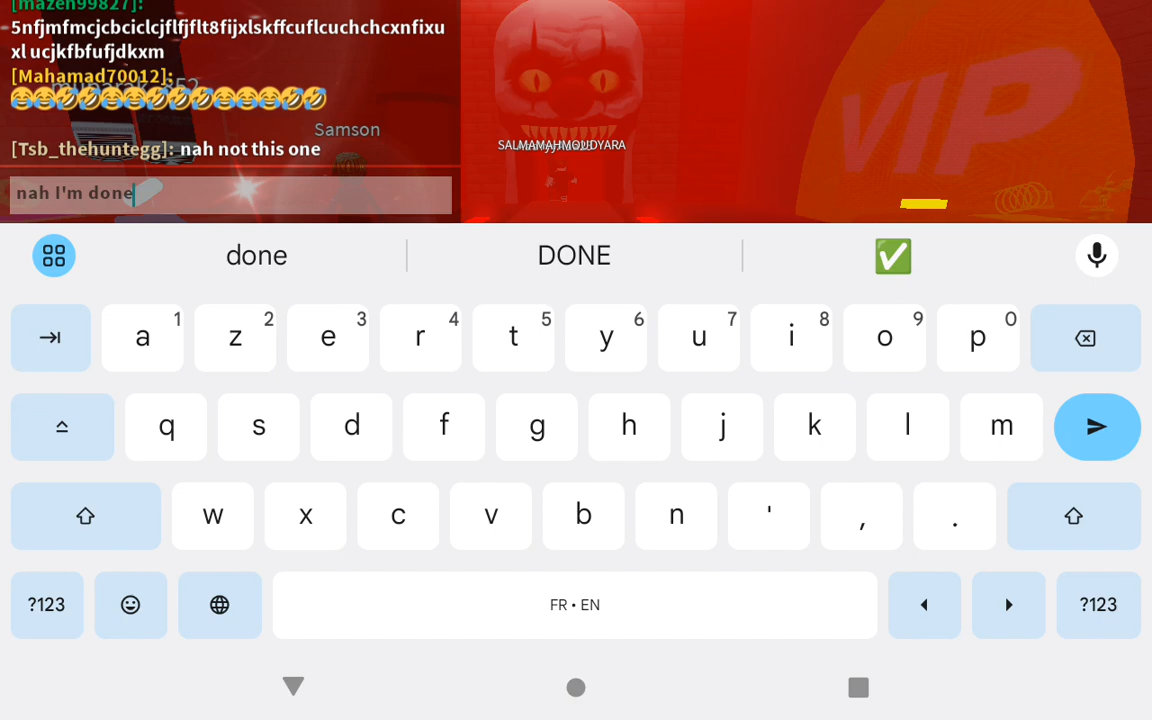 [mazen99827]:
5nfjmfmcjcbciclcjflfjflt8fijxlskffcuflcuchchcxnfixu
xl ucjkfbfufjdkxm
[Mahamad70012]:
😂😂🤣🤣😂😂🤣🤣🤣😂😂😂🤣🤣
Samson
[Tsb_thehuntegg]: nah not this one
SALMAMAHMOUDYARA
VIP
nah I'm done
done DONE ✅
a 1 z 2 e 3 r 4 t 5 y 6 u 7 i 8 o 9 p 0
q s d f g h j k l m
w x c v b n ' , .
?123 FR • EN ?123